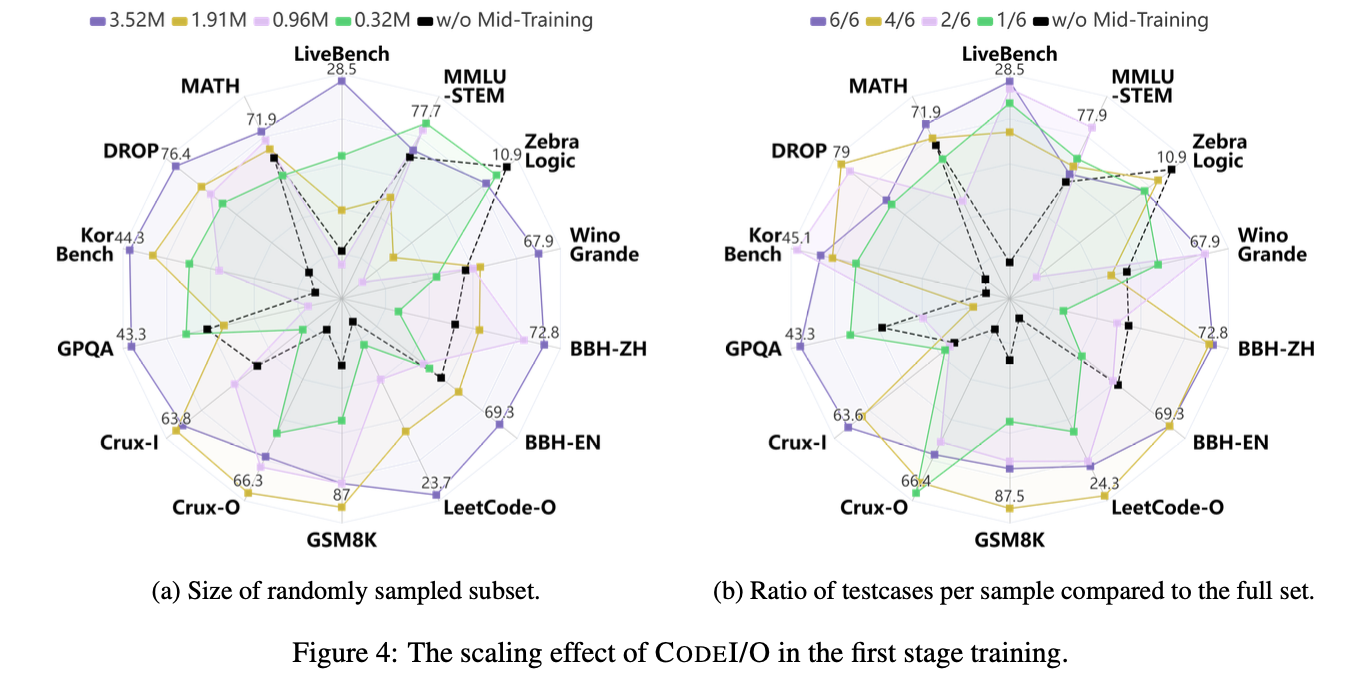 3.52M 1.91M 0.96M 0.32M w/o Mid-Training
LiveBench
28.5
MMLU
-STEM
77.7
Zebra
Logic
10.9
Wino
Grande
67.9
BBH-ZH
72.8
BBH-EN
69.3
LeetCode-O
23.7
GSM8K
87
Crux-O
66.3
Crux-I
63.8
GPQA
43.3
Kor
Bench
44.3
DROP
76.4
MATH
71.9
(a) Size of randomly sampled subset.
6/6 4/6 2/6 1/6 w/o Mid-Training
LiveBench
28.5
MMLU
-STEM
77.9
Zebra
Logic
10.9
Wino
Grande
67.9
BBH-ZH
72.8
BBH-EN
69.3
LeetCode-O
24.3
GSM8K
87.5
Crux-O
66.4
Crux-I
63.6
GPQA
43.3
Kor
Bench
45.1
DROP
79
MATH
71.9
(b) Ratio of testcases per sample compared to the full set.
Figure 4: The scaling effect of CODEI/O in the first stage training.